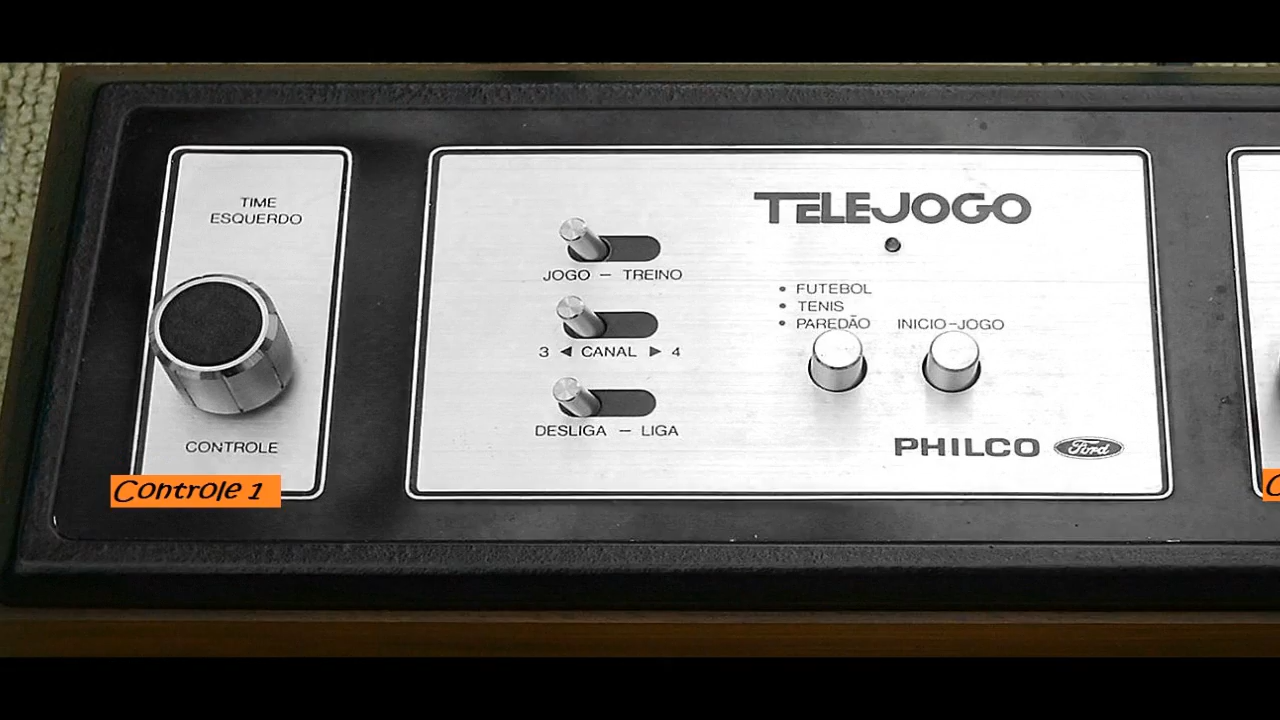 TIME
ESQUERDO
CONTROLE
Controle 1
TELEJOGO
JOGO – TREINO
3 ◀ CANAL ▶ 4
DESLIGA – LIGA
• FUTEBOL
• TENIS
• PAREDÃO
INICIO-JOGO
PHILCO
Ford